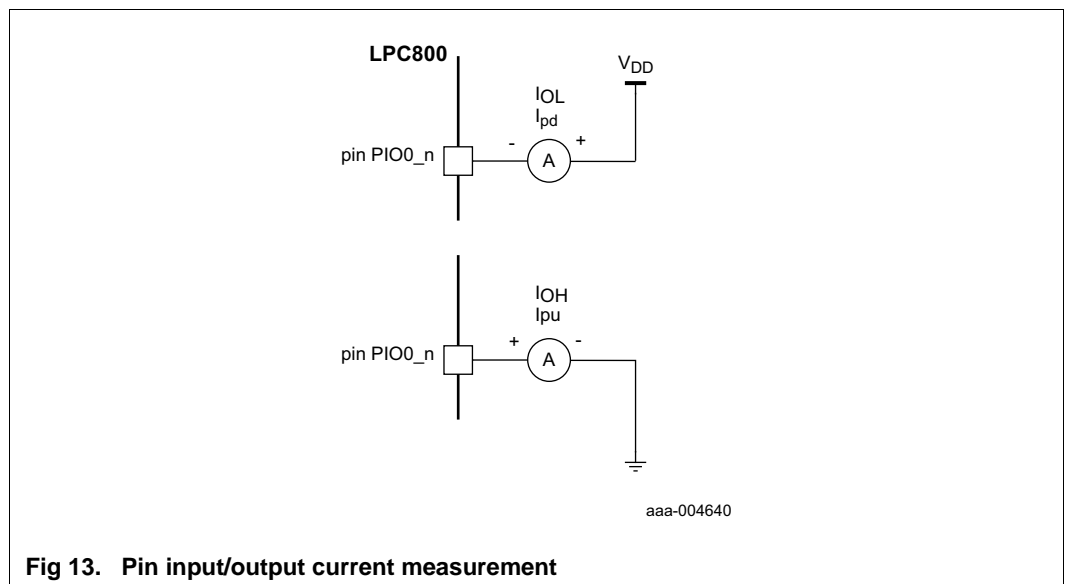 LPC800
VDD
IOL
Ipd
- +
A
pin PIO0_n
IOH
Ipu
+ -
A
pin PIO0_n
aaa-004640
Fig 13. Pin input/output current measurement